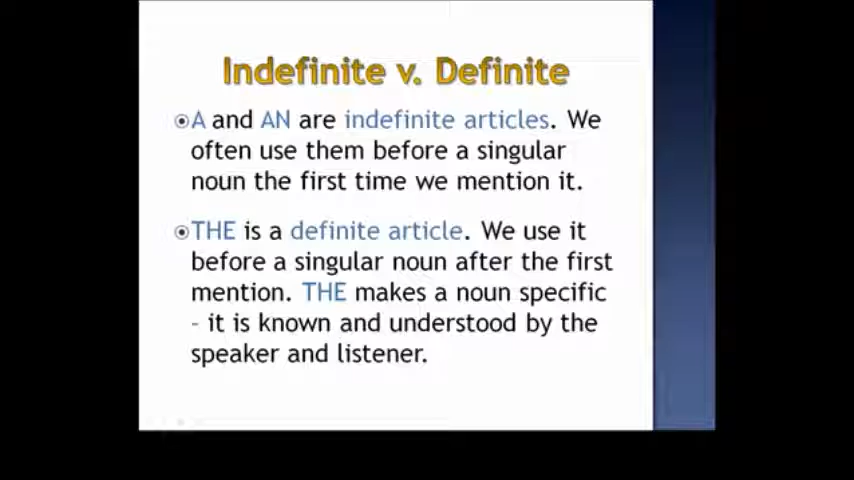 Indefinite v. Definite
A and AN are indefinite articles. We
often use them before a singular
noun the first time we mention it.
THE is a definite article. We use it
before a singular noun after the first
mention. THE makes a noun specific
- it is known and understood by the
speaker and listener.